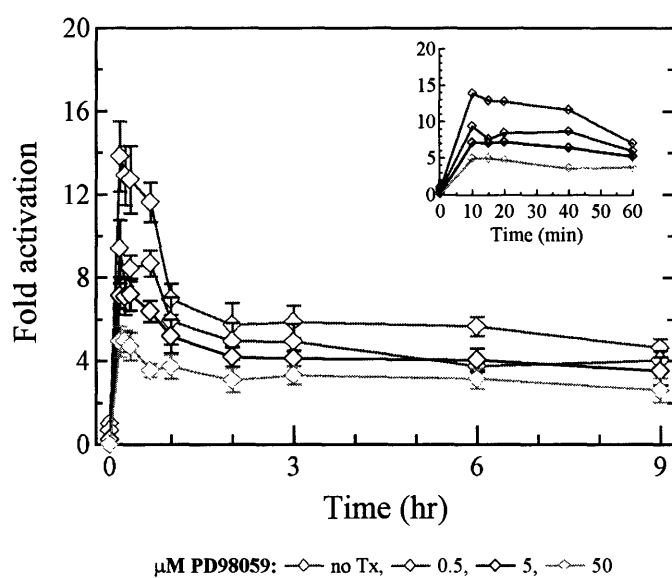 20
16
12
8
4
0
Fold activation
0 3 6 9
Time (hr)
20
15
10
5
0
0 10 20 30 40 50 60
Time (min)
μM PD98059: no Tx, 0.5, 5, 50